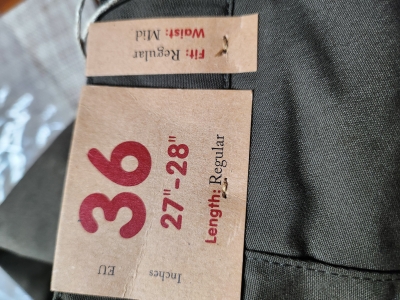 Fit: Regular
Waist: Mid
36
27"-28"
Length: Regular
EU
Inches